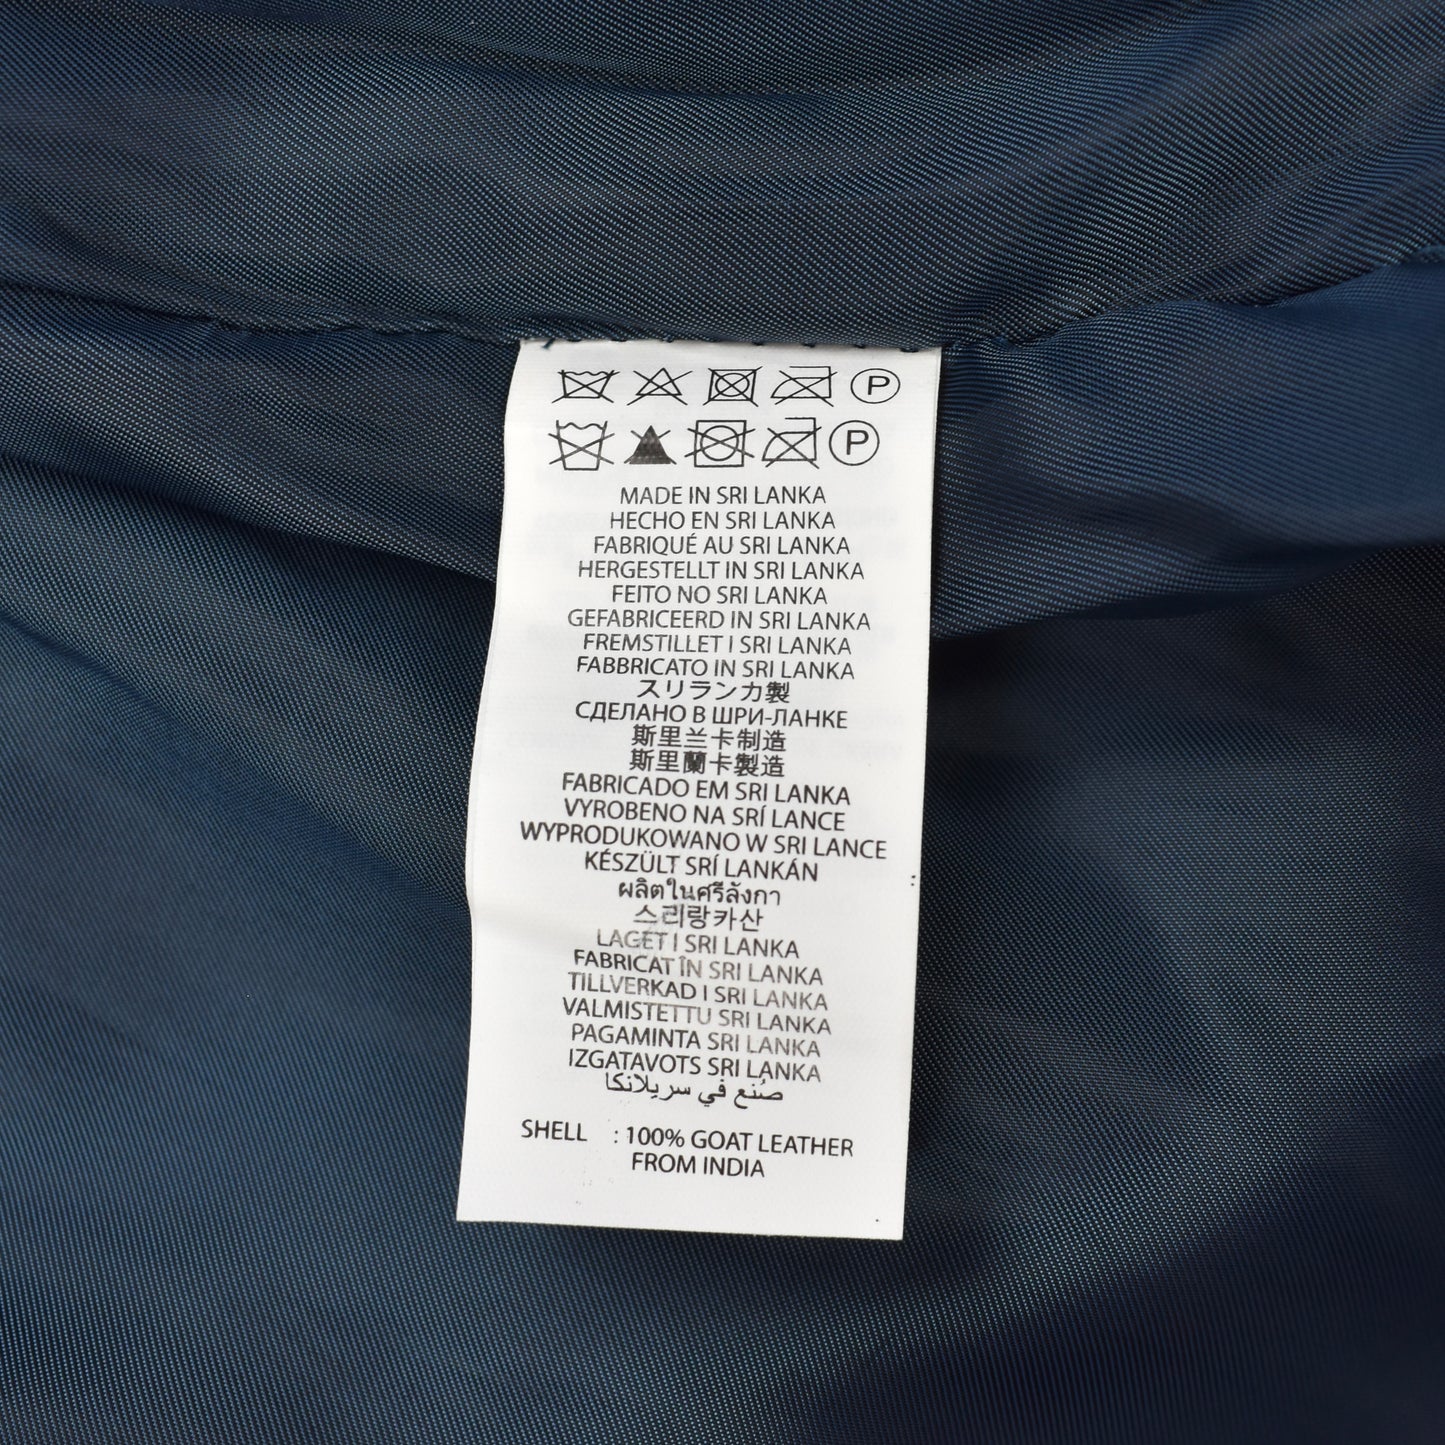 P
P
MADE IN SRI LANKA
HECHO EN SRI LANKA
FABRIQUÉ AU SRI LANKA
HERGESTELLT IN SRI LANKA
FEITO NO SRI LANKA
GEFABRICEERD IN SRI LANKA
FREMSTILLET I SRI LANKA
FABBRICATO IN SRI LANKA
スリランカ製
СДЕЛАНО В ШРИ-ЛАНКЕ
斯里兰卡制造
斯里蘭卡製造
FABRICADO EM SRI LANKA
VYROBENO NA SRÍ LANCE
WYPRODUKOWANO W SRI LANCE
KÉSZÜLT SRÍ LANKÁN
ผลิตในศรีลังกา
스리랑카산
LAGET I SRI LANKA
FABRICAT ÎN SRI LANKA
TILLVERKAD I SRI LANKA
VALMISTETTU SRI LANKA
PAGAMINTA SRI LANKA
IZGATAVOTS SRI LANKA
صُنع في سريلانكا
SHELL : 100% GOAT LEATHER
FROM INDIA